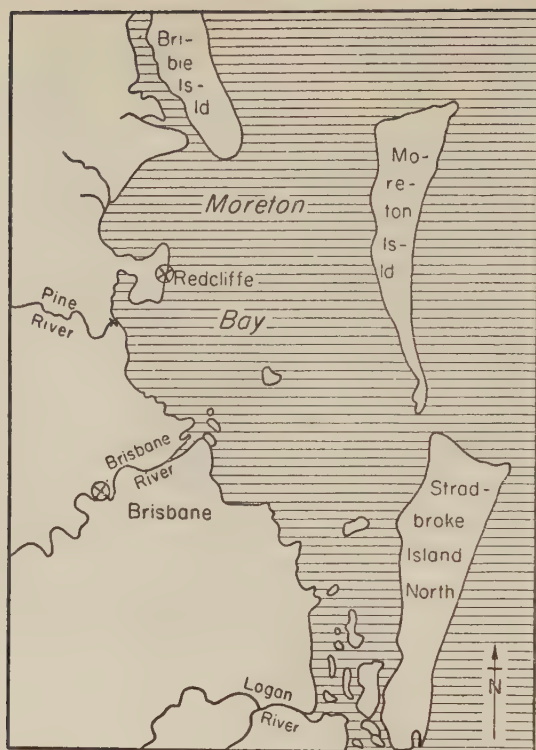 Bri-
bie
Is-
ld
Mo-
re-
ton
Is-
ld
Moreton
Redcliffe
Pine
River
Bay
Brisbane
River
Brisbane
Strad-
broke
Island
North
Logan
River
N